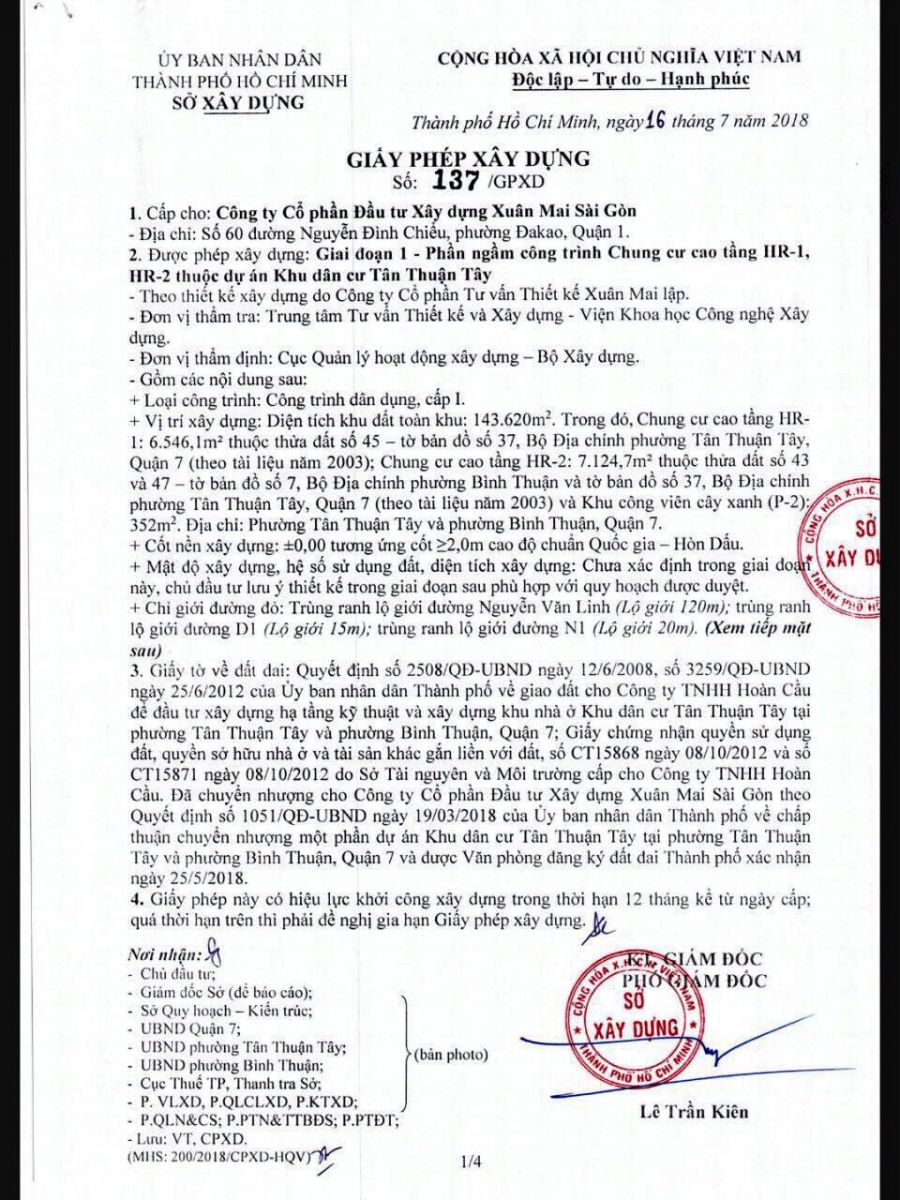 ỦY BAN NHÂN DÂN
THÀNH PHỐ HỒ CHÍ MINH
SỞ XÂY DỰNG
CỘNG HÒA XÃ HỘI CHỦ NGHĨA VIỆT NAM
Độc lập – Tự do – Hạnh phúc
Thành phố Hồ Chí Minh, ngày 16 tháng 7 năm 2018
GIẤY PHÉP XÂY DỰNG
Số: 137 /GPXD
1. Cấp cho: Công ty Cổ phần Đầu tư Xây dựng Xuân Mai Sài Gòn
- Địa chỉ: Số 60 đường Nguyễn Đình Chiểu, phường Đakao, Quận 1.
2. Được phép xây dựng: Giai đoạn 1 - Phần ngầm công trình Chung cư cao tầng HR-1,
HR-2 thuộc dự án Khu dân cư Tân Thuận Tây
- Theo thiết kế xây dựng do Công ty Cổ phần Tư vấn Thiết kế Xuân Mai lập.
- Đơn vị thẩm tra: Trung tâm Tư vấn Thiết kế và Xây dựng - Viện Khoa học Công nghệ Xây
dựng.
- Đơn vị thẩm định: Cục Quản lý hoạt động xây dựng – Bộ Xây dựng.
- Gồm các nội dung sau:
+ Loại công trình: Công trình dân dụng, cấp I.
+ Vị trí xây dựng: Diện tích khu đất toàn khu: 143.620m². Trong đó, Chung cư cao tầng HR-
1: 6.546,1m² thuộc thửa đất số 45 – tờ bản đồ số 37, Bộ Địa chính phường Tân Thuận Tây,
Quận 7 (theo tài liệu năm 2003); Chung cư cao tầng HR-2: 7.124,7m² thuộc thửa đất số 43
và 47 – tờ bản đồ số 7, Bộ Địa chính phường Bình Thuận và tờ bản đồ số 37, Bộ Địa chính
phường Tân Thuận Tây, Quận 7 (theo tài liệu năm 2003) và Khu công viên cây xanh (P-2):
352m². Địa chỉ: Phường Tân Thuận Tây và phường Bình Thuận, Quận 7.
+ Cốt nền xây dựng: ±0,00 tương ứng cốt ≥2,0m cao độ chuẩn Quốc gia – Hòn Dấu.
+ Mật độ xây dựng, hệ số sử dụng đất, diện tích xây dựng: Chưa xác định trong giai đoạn
này, chủ đầu tư lưu ý thiết kế trong giai đoạn sau phù hợp với quy hoạch được duyệt.
+ Chỉ giới đường đỏ: Trùng ranh lộ giới đường Nguyễn Văn Linh (Lộ giới 120m); trùng ranh
lộ giới đường D1 (Lộ giới 15m); trùng ranh lộ giới đường N1 (Lộ giới 20m). (Xem tiếp mặt
sau)
3. Giấy tờ về đất đai: Quyết định số 2508/QĐ-UBND ngày 12/6/2008, số 3259/QĐ-UBND
ngày 25/6/2012 của Ủy ban nhân dân Thành phố về giao đất cho Công ty TNHH Hoàn Cầu
để đầu tư xây dựng hạ tầng kỹ thuật và xây dựng khu nhà ở Khu dân cư Tân Thuận Tây tại
phường Tân Thuận Tây và phường Bình Thuận, Quận 7; Giấy chứng nhận quyền sử dụng
đất, quyền sở hữu nhà ở và tài sản khác gắn liền với đất, số CT15868 ngày 08/10/2012 và số
CT15871 ngày 08/10/2012 do Sở Tài nguyên và Môi trường cấp cho Công ty TNHH Hoàn
Cầu. Đã chuyển nhượng cho Công ty Cổ phần Đầu tư Xây dựng Xuân Mai Sài Gòn theo
Quyết định số 1051/QĐ-UBND ngày 19/03/2018 của Ủy ban nhân dân Thành phố về chấp
thuận chuyển nhượng một phần dự án Khu dân cư Tân Thuận Tây tại phường Tân Thuận
Tây và phường Bình Thuận, Quận 7 và được Văn phòng đăng ký đất đai Thành phố xác nhận
ngày 25/5/2018.
4. Giấy phép này có hiệu lực khởi công xây dựng trong thời hạn 12 tháng kể từ ngày cấp;
quá thời hạn trên thì phải đề nghị gia hạn Giấy phép xây dựng.
CỘNG HÒA X.H.C
SỞ
XÂY DỰ
THÀNH PHỐ HỒ
Nơi nhận:
- Chủ đầu tư;
- Giám đốc Sở (để báo cáo);
- Sở Quy hoạch – Kiến trúc;
- UBND Quận 7;
- UBND phường Tân Thuận Tây;
- UBND phường Bình Thuận;
- Cục Thuế TP, Thanh tra Sở;
- P. VLXD, P.QLCLXD, P.KTXD;
- P.QLN&CS; P.PTN&TTBĐS; P.PTĐT;
- Lưu: VT, CPXD.
(MHS: 200/2018/CPXD-HQV)
(bản photo)
KT. GIÁM ĐỐC
PHÓ GIÁM ĐỐC
CỘNG HÒA X.H.C.N VIỆT NAM
SỞ
XÂY DỰNG
THÀNH PHỐ HỒ CHÍ MINH
Lê Trần Kiên
1/4